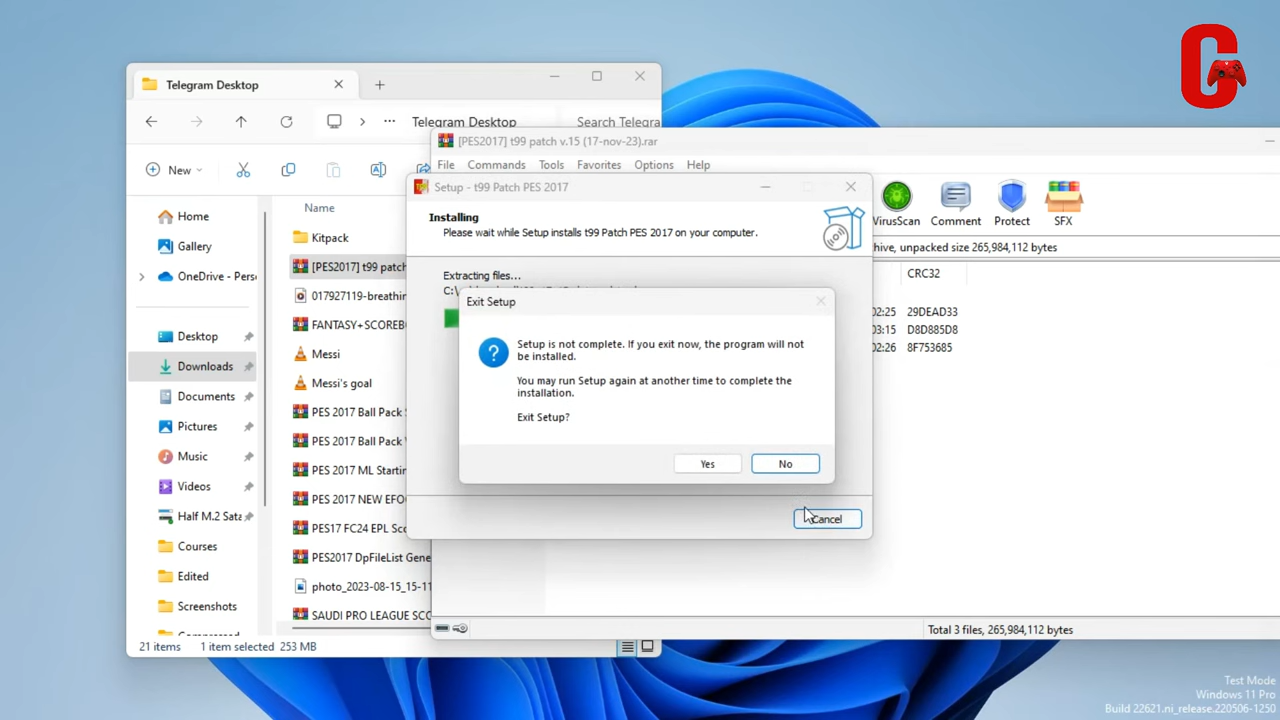 Telegram Desktop
Telegram Desktop
Search Telegra
New
Home
Gallery
OneDrive - Pers
Desktop
Downloads
Documents
Pictures
Music
Videos
Half M.2 Sata
Courses
Edited
Screenshots
Name
Kitpack
[PES2017] t99 patch
017927119-breathin
FANTASY+SCOREB
Messi
Messi's goal
PES 2017 Ball Pack
PES 2017 Ball Pack
PES 2017 ML Startin
PES 2017 NEW EFO
PES17 FC24 EPL Sc
PES2017 DpFileList Gene
photo_2023-08-15_15-11
SAUDI PRO LEAGUE SCO
21 items
1 item selected 253 MB
[PES2017] t99 patch v.15 (17-nov-23).rar
File Commands Tools Favorites Options Help
VirusScan Comment Protect SFX
hive, unpacked size 265,984,112 bytes
CRC32
02:25 29DEAD33
03:15 D8D885D8
02:26 8F753685
Total 3 files, 265,984,112 bytes
Setup - t99 Patch PES 2017
Installing
Please wait while Setup installs t99 Patch PES 2017 on your computer.
Extracting files...
Exit Setup
Setup is not complete. If you exit now, the program will not
be installed.
You may run Setup again at another time to complete the
installation.
Exit Setup?
Yes
No
Cancel
Test Mode
Windows 11 Pro
Build 22621.ni_release.220506-1250